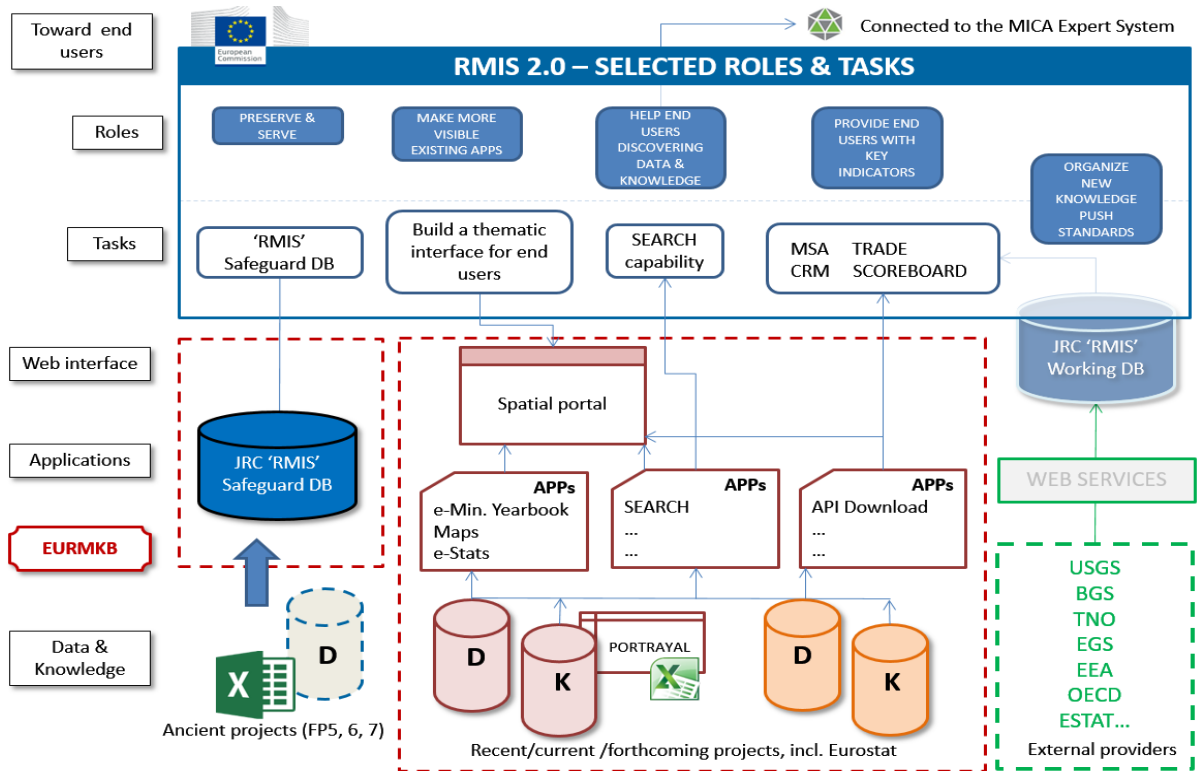 Toward end
users
European
Commission
Connected to the MICA Expert System
RMIS 2.0 – SELECTED ROLES & TASKS
Roles
PRESERVE &
SERVE
MAKE MORE
VISIBLE
EXISTING APPS
HELP END
USERS
DISCOVERING
DATA &
KNOWLEDGE
PROVIDE END
USERS WITH
KEY
INDICATORS
ORGANIZE
NEW
KNOWLEDGE
PUSH
STANDARDS
Tasks
‘RMIS’
Safeguard DB
Build a thematic
interface for end
users
SEARCH
capability
MSA TRADE
CRM SCOREBOARD
Web interface
Spatial portal
JRC ‘RMIS’
Working DB
Applications
JRC ‘RMIS’
Safeguard DB
APPs
e-Min. Yearbook
Maps
e-Stats
APPs
SEARCH
...
...
APPs
API Download
...
...
WEB SERVICES
EURMKB
Data &
Knowledge
X
D
Ancient projects (FP5, 6, 7)
D
K
PORTRAYAL
X
D
K
Recent/current /forthcoming projects, incl. Eurostat
USGS
BGS
TNO
EGS
EEA
OECD
ESTAT...
External providers